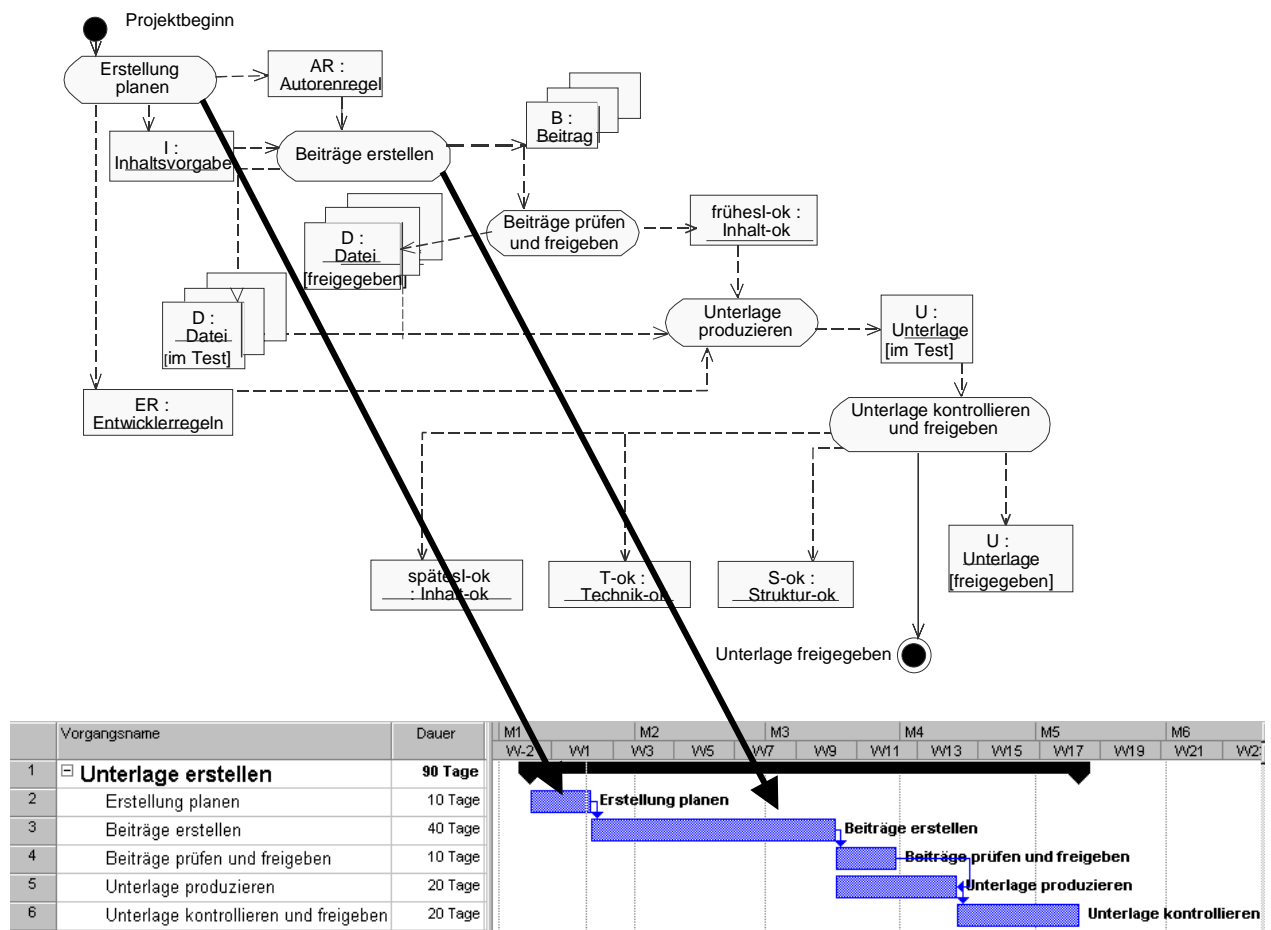 Projektbeginn
Erstellung
planen
AR :
Autorenregel
B :
Beitrag
I :
Inhaltsvorgabe
Beiträge erstellen
frühesI-ok :
Inhalt-ok
Beiträge prüfen
und freigeben
D :
Datei
[freigegeben]
D :
Datei
[im Test]
Unterlage
produzieren
U :
Unterlage
[im Test]
ER :
Entwicklerregeln
Unterlage kontrollieren
und freigeben
U :
Unterlage
[freigegeben]
spätesI-ok
: Inhalt-ok
T-ok :
Technik-ok
S-ok :
Struktur-ok
Unterlage freigegeben
Vorgangsname Dauer M1 M2 M3 M4 M5 M6
W-2 W1 W3 W5 W7 W9 W11 W13 W15 W17 W19 W21 W2
1 Unterlage erstellen 90 Tage
2 Erstellung planen 10 Tage Erstellung planen
3 Beiträge erstellen 40 Tage Beiträge erstellen
4 Beiträge prüfen und freigeben 10 Tage Beiträge prüfen und freigeben
5 Unterlage produzieren 20 Tage Unterlage produzieren
6 Unterlage kontrollieren und freigeben 20 Tage Unterlage kontrollieren